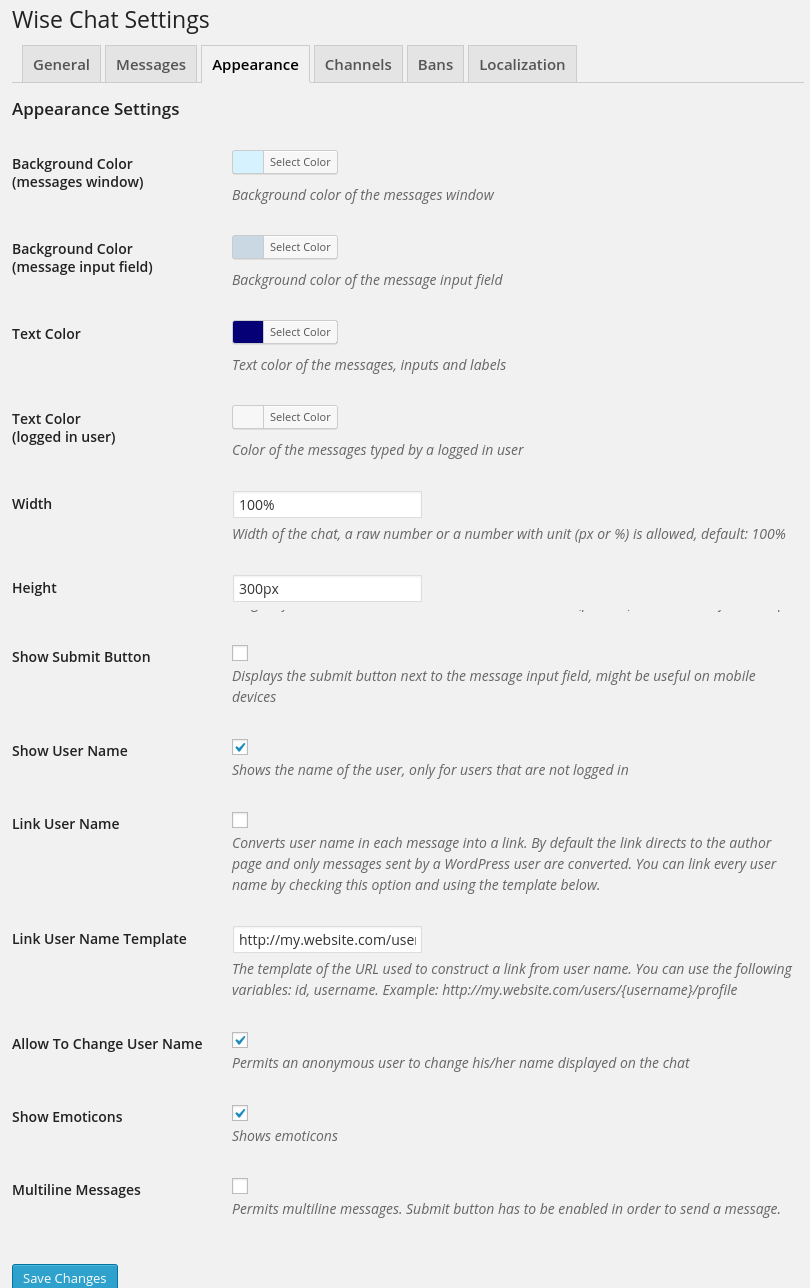 Wise Chat Settings
General Messages Appearance Channels Bans Localization
Appearance Settings
Background Color
(messages window)
Select Color
Background color of the messages window
Background Color
(message input field)
Select Color
Background color of the message input field
Text Color
Select Color
Text color of the messages, inputs and labels
Text Color
(logged in user)
Select Color
Color of the messages typed by a logged in user
Width
100%
Width of the chat, a raw number or a number with unit (px or %) is allowed, default: 100%
Height
300px
Show Submit Button
Displays the submit button next to the message input field, might be useful on mobile
devices
Show User Name
Shows the name of the user, only for users that are not logged in
Link User Name
Converts user name in each message into a link. By default the link directs to the author
page and only messages sent by a WordPress user are converted. You can link every user
name by checking this option and using the template below.
Link User Name Template
http://my.website.com/user
The template of the URL used to construct a link from user name. You can use the following
variables: id, username. Example: http://my.website.com/users/{username}/profile
Allow To Change User Name
Permits an anonymous user to change his/her name displayed on the chat
Show Emoticons
Shows emoticons
Multiline Messages
Permits multiline messages. Submit button has to be enabled in order to send a message.
Save Changes